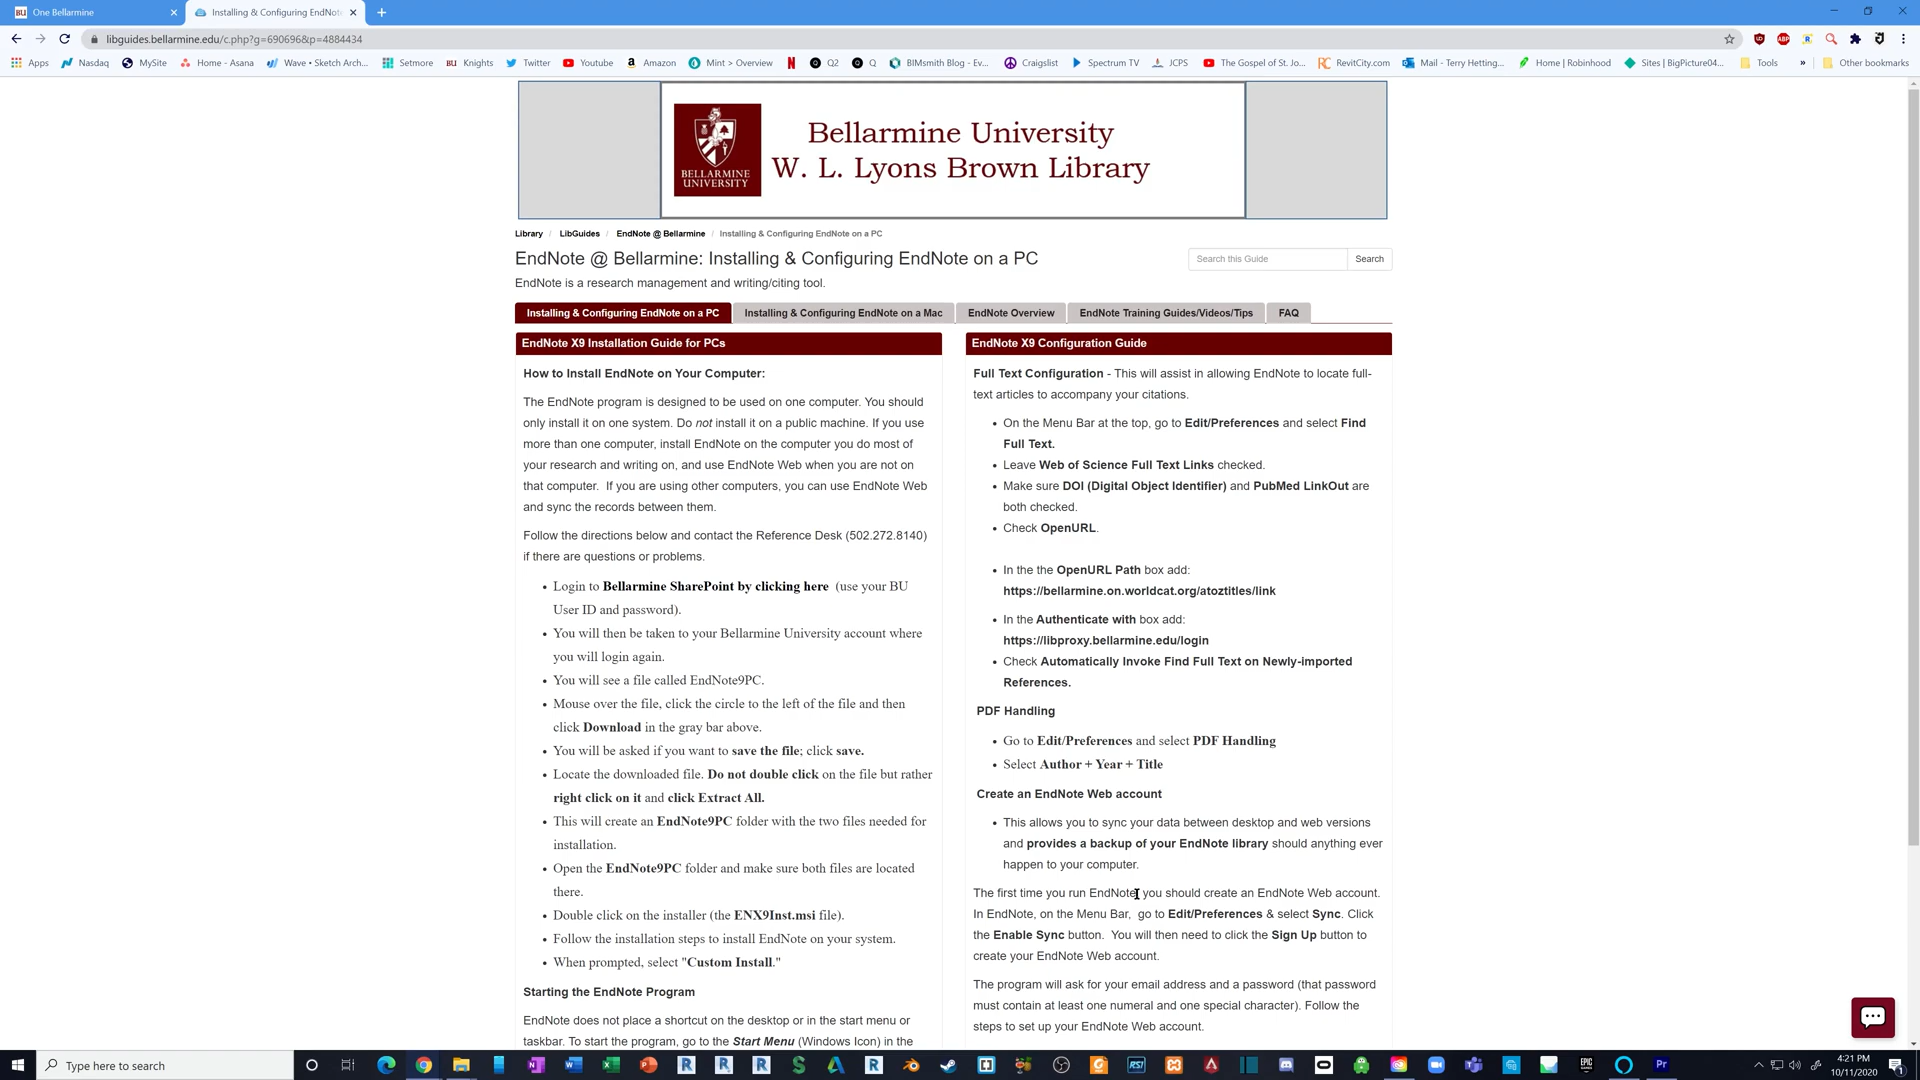 One Bellarmine
Installing & Configuring EndNote
libguides.bellarmine.edu/c.php?g=690696&p=4884434
Apps Nasdaq MySite Home - Asana Wave • Sketch Arch... Setmore Knights Twitter Youtube Amazon Mint > Overview Q2 Q BIMsmith Blog - Ev... Craigslist Spectrum TV JCPS The Gospel of St. Jo... RevitCity.com Mail - Terry Hetting... Home | Robinhood Sites | BigPicture04... Tools » Other bookmarks
BELLARMINE
UNIVERSITY
Bellarmine University
W. L. Lyons Brown Library
Library / LibGuides / EndNote @ Bellarmine / Installing & Configuring EndNote on a PC
EndNote @ Bellarmine: Installing & Configuring EndNote on a PC
Search this Guide Search
EndNote is a research management and writing/citing tool.
Installing & Configuring EndNote on a PC Installing & Configuring EndNote on a Mac EndNote Overview EndNote Training Guides/Videos/Tips FAQ
EndNote X9 Installation Guide for PCs
How to Install EndNote on Your Computer:
The EndNote program is designed to be used on one computer. You should
only install it on one system. Do not install it on a public machine. If you use
more than one computer, install EndNote on the computer you do most of
your research and writing on, and use EndNote Web when you are not on
that computer. If you are using other computers, you can use EndNote Web
and sync the records between them.
Follow the directions below and contact the Reference Desk (502.272.8140)
if there are questions or problems.
• Login to Bellarmine SharePoint by clicking here (use your BU
User ID and password).
• You will then be taken to your Bellarmine University account where
you will login again.
• You will see a file called EndNote9PC.
• Mouse over the file, click the circle to the left of the file and then
click Download in the gray bar above.
• You will be asked if you want to save the file; click save.
• Locate the downloaded file. Do not double click on the file but rather
right click on it and click Extract All.
• This will create an EndNote9PC folder with the two files needed for
installation.
• Open the EndNote9PC folder and make sure both files are located
there.
• Double click on the installer (the ENX9Inst.msi file).
• Follow the installation steps to install EndNote on your system.
• When prompted, select "Custom Install."
Starting the EndNote Program
EndNote does not place a shortcut on the desktop or in the start menu or
taskbar. To start the program, go to the Start Menu (Windows Icon) in the
EndNote X9 Configuration Guide
Full Text Configuration - This will assist in allowing EndNote to locate full-
text articles to accompany your citations.
• On the Menu Bar at the top, go to Edit/Preferences and select Find
Full Text.
• Leave Web of Science Full Text Links checked.
• Make sure DOI (Digital Object Identifier) and PubMed LinkOut are
both checked.
• Check OpenURL.
• In the the OpenURL Path box add:
https://bellarmine.on.worldcat.org/atoztitles/link
• In the Authenticate with box add:
https://libproxy.bellarmine.edu/login
• Check Automatically Invoke Find Full Text on Newly-imported
References.
PDF Handling
• Go to Edit/Preferences and select PDF Handling
• Select Author + Year + Title
Create an EndNote Web account
• This allows you to sync your data between desktop and web versions
and provides a backup of your EndNote library should anything ever
happen to your computer.
The first time you run EndNote, you should create an EndNote Web account.
In EndNote, on the Menu Bar, go to Edit/Preferences & select Sync. Click
the Enable Sync button. You will then need to click the Sign Up button to
create your EndNote Web account.
The program will ask for your email address and a password (that password
must contain at least one numeral and one special character). Follow the
steps to set up your EndNote Web account.
Type here to search
4:21 PM
10/11/2020